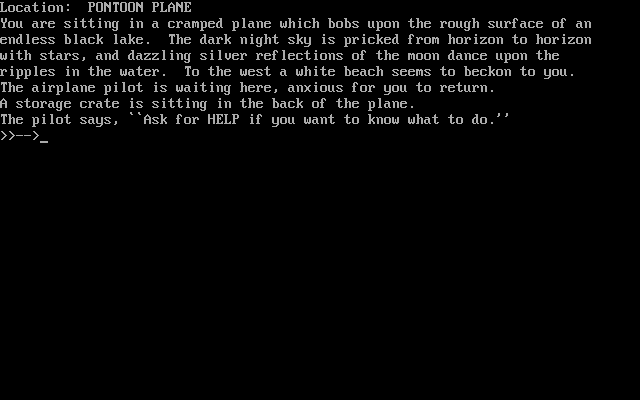 Location:  PONTOON PLANE
You are sitting in a cramped plane which bobs upon the rough surface of an
endless black lake.  The dark night sky is pricked from horizon to horizon
with stars, and dazzling silver reflections of the moon dance upon the
ripples in the water.  To the west a white beach seems to beckon to you.
The airplane pilot is waiting here, anxious for you to return.
A storage crate is sitting in the back of the plane.
The pilot says, ``Ask for HELP if you want to know what to do.''
>>-->_